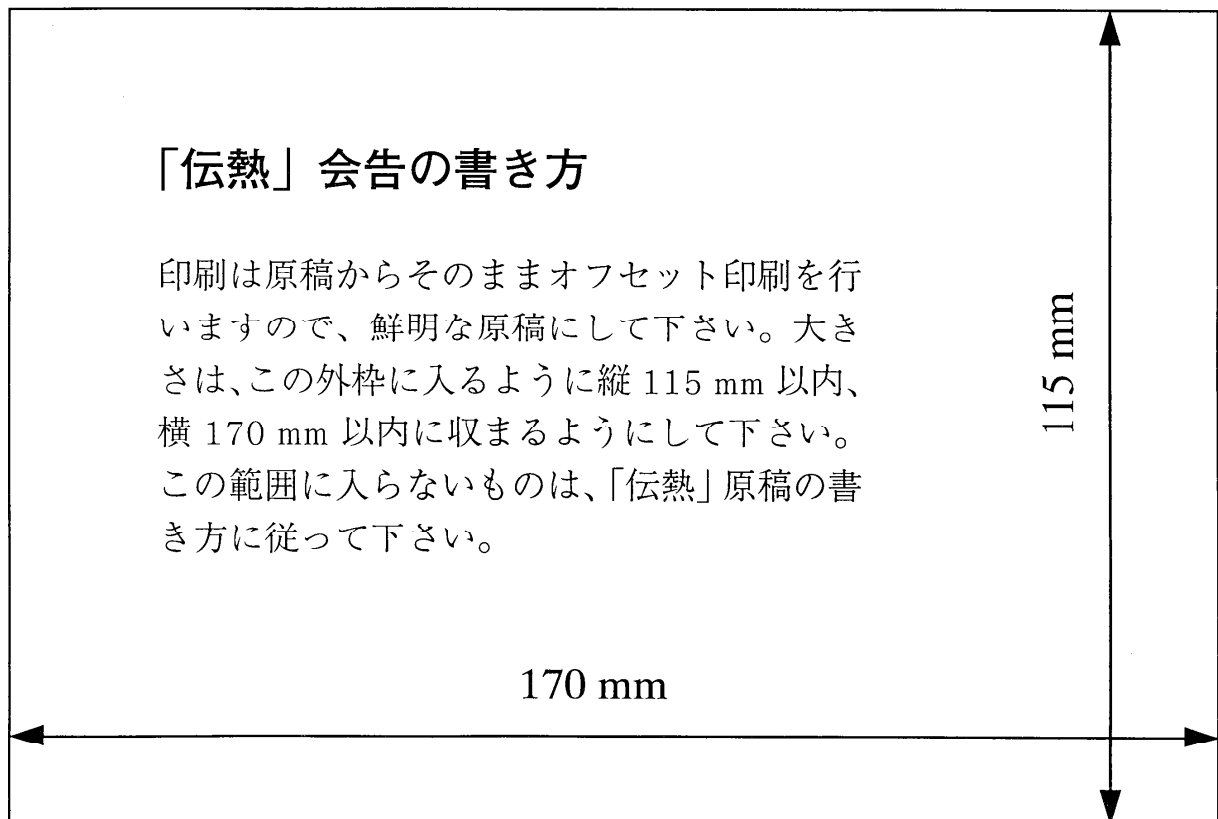 「伝熱」会告の書き方
印刷は原稿からそのままオフセット印刷を行
いますので、鮮明な原稿にして下さい。大き
さは、この外枠に入るように縦 115 mm 以内、
横 170 mm 以内に収まるようにして下さい。
この範囲に入らないものは、「伝熱」原稿の書
き方に従って下さい。
115 mm
170 mm